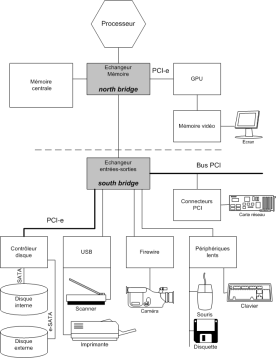 Processeur
Echangeur
Mémoire
north bridge
Mémoire
centrale
PCI-e
GPU
Mémoire vidéo
Ecran
Echangeur
entrées-sorties
south bridge
Bus PCI
Connecteurs
PCI
Carte réseau
PCI-e
Contrôleur
disque
USB
Firewire
Périphériques
lents
SATA
Disque
interne
e-SATA
Disque
externe
Scanner
Imprimante
Caméra
Souris
Disquette
Clavier